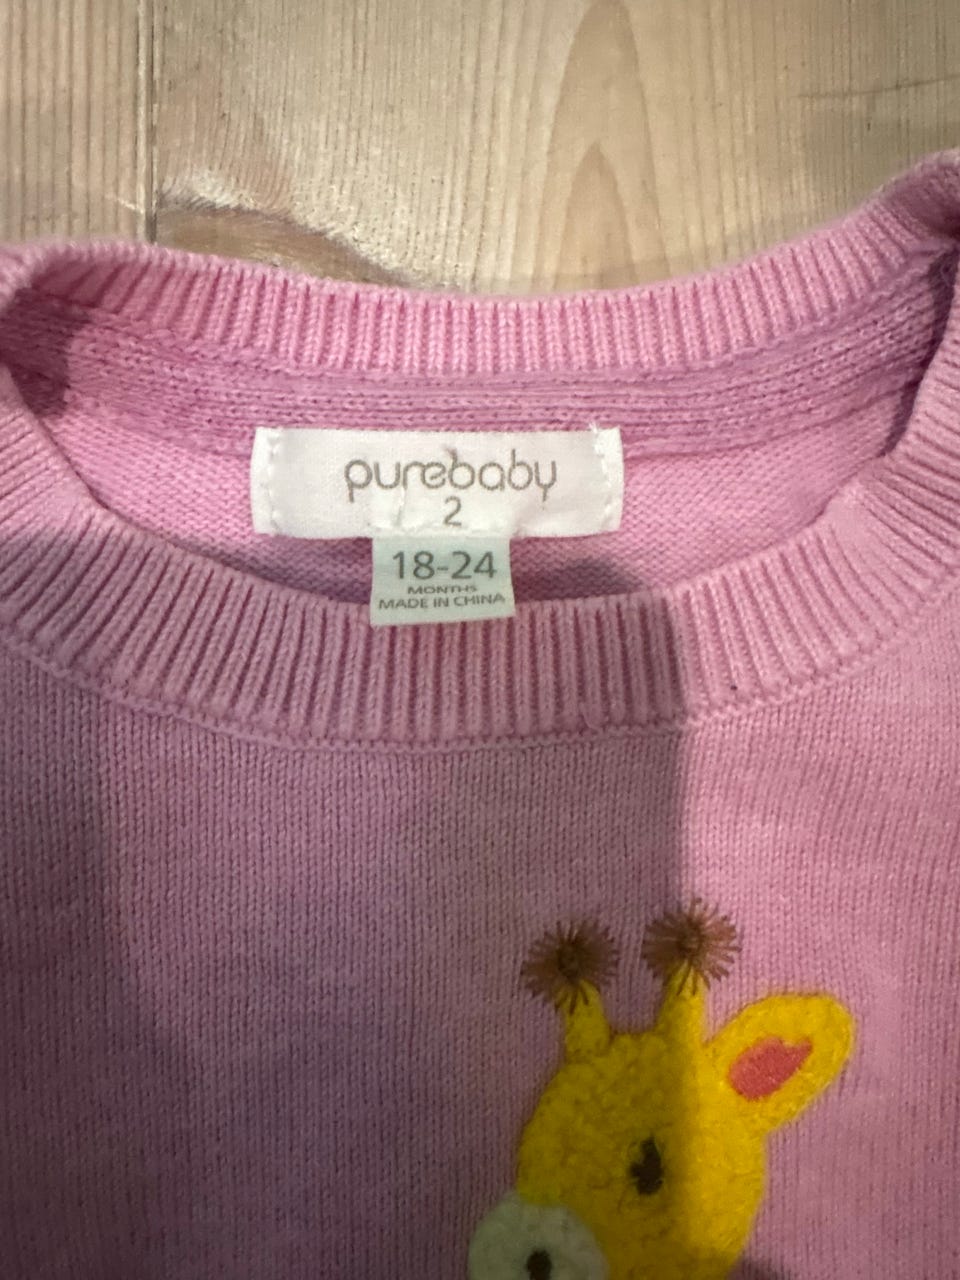 purebaby
2
18-24
MONTHS
MADE IN CHINA